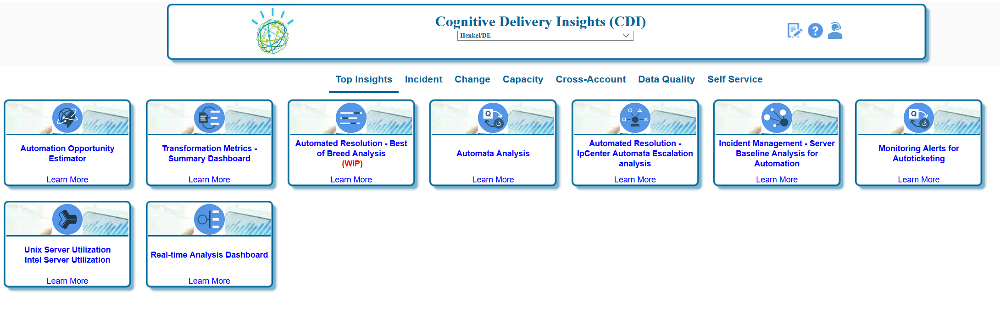 Cognitive Delivery Insights (CDI)
Henkel/DE
?
Top Insights Incident Change Capacity Cross-Account Data Quality Self Service
Automation Opportunity
Estimator
Learn More
Transformation Metrics -
Summary Dashboard
Learn More
Automated Resolution - Best
of Breed Analysis
(WIP)
Learn More
Q
ق
Automata Analysis
Learn More
Automated Resolution -
IpCenter Automata Escalation
analysis
Learn More
Incident Management - Server
Baseline Analysis for
Automation
Learn More
Q
ق
Monitoring Alerts for
Autoticketing
Learn More
Unix Server Utilization
Intel Server Utilization
Learn More
Real-time Analysis Dashboard
Learn More